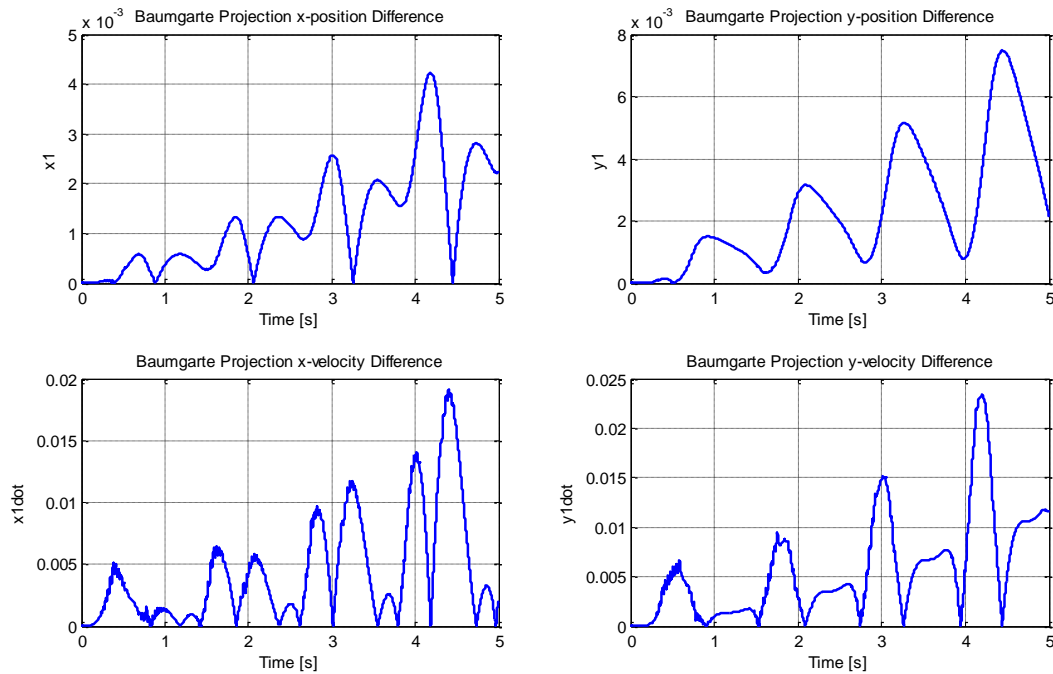 Baumgarte Projection x-position Difference
x 10⁻³
5
4
3
2
1
0
x1
0 1 2 3 4 5
Time [s]
Baumgarte Projection y-position Difference
x 10⁻³
8
6
4
2
0
y1
0 1 2 3 4 5
Time [s]
Baumgarte Projection x-velocity Difference
0.02
0.015
0.01
0.005
0
x1dot
0 1 2 3 4 5
Time [s]
Baumgarte Projection y-velocity Difference
0.025
0.02
0.015
0.01
0.005
0
y1dot
0 1 2 3 4 5
Time [s]